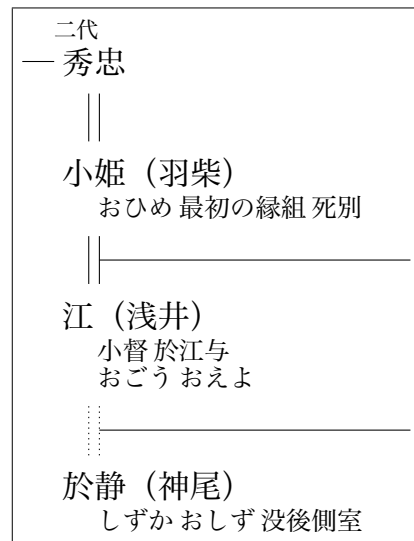 二代
秀忠
小姫（羽柴）
おひめ 最初の縁組 死別
江（浅井）
小督 於江与
おごう おえよ
於静（神尾）
しずか おしず 没後側室